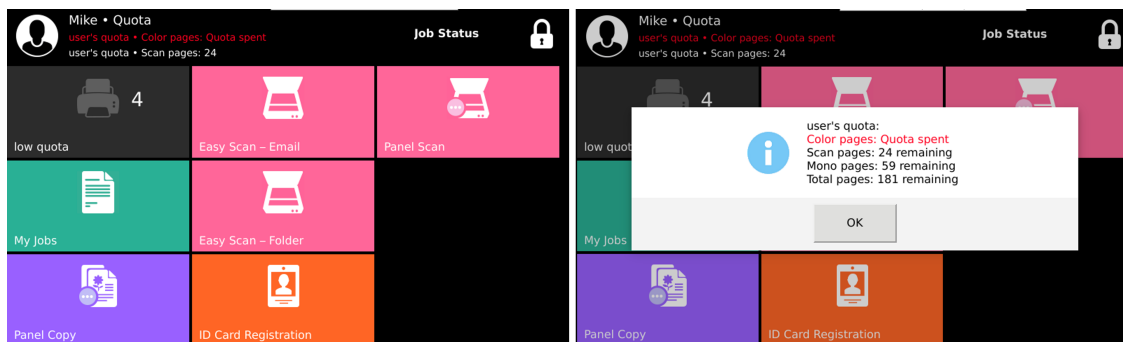 Mike • Quota
user's quota • Color pages: Quota spent
user's quota • Scan pages: 24
Job Status
4
low quota
Easy Scan – Email
Panel Scan
My Jobs
Easy Scan – Folder
Panel Copy
ID Card Registration
Mike • Quota
user's quota • Color pages: Quota spent
user's quota • Scan pages: 24
Job Status
4
low quot
user's quota:
Color pages: Quota spent
Scan pages: 24 remaining
Mono pages: 59 remaining
Total pages: 181 remaining
OK
My Jobs
Panel Copy
ID Card Registration